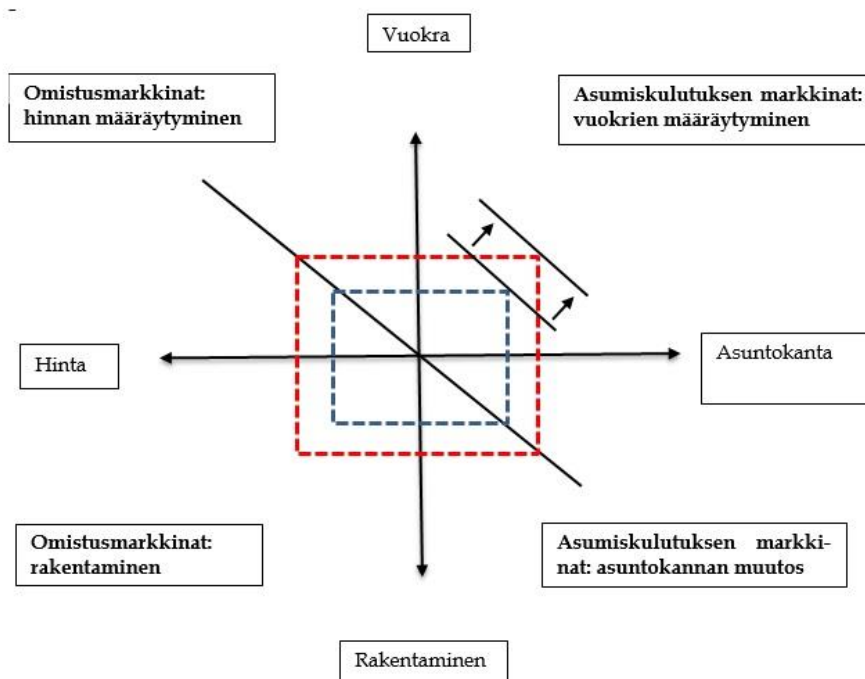 Vuokra
Omistusmarkkinat:
hinnan määräytyminen
Asumiskulutuksen markkinat:
vuokrien määräytyminen
Hinta
Asuntokanta
Omistusmarkkinat:
rakentaminen
Asumiskulutuksen markki-
nat: asuntokannan muutos
Rakentaminen